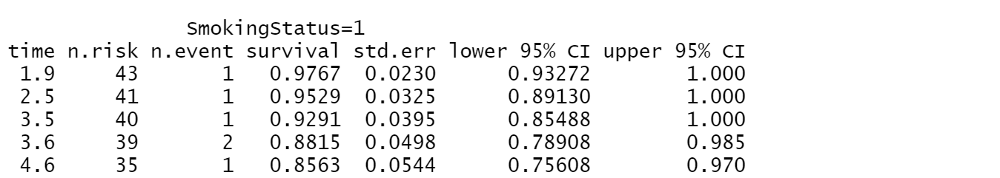 SmokingStatus=1
time n.risk n.event survival std.err lower 95% CI upper 95% CI
1.9 43 1 0.9767 0.0230 0.93272 1.000
2.5 41 1 0.9529 0.0325 0.89130 1.000
3.5 40 1 0.9291 0.0395 0.85488 1.000
3.6 39 2 0.8815 0.0498 0.78908 0.985
4.6 35 1 0.8563 0.0544 0.75608 0.970